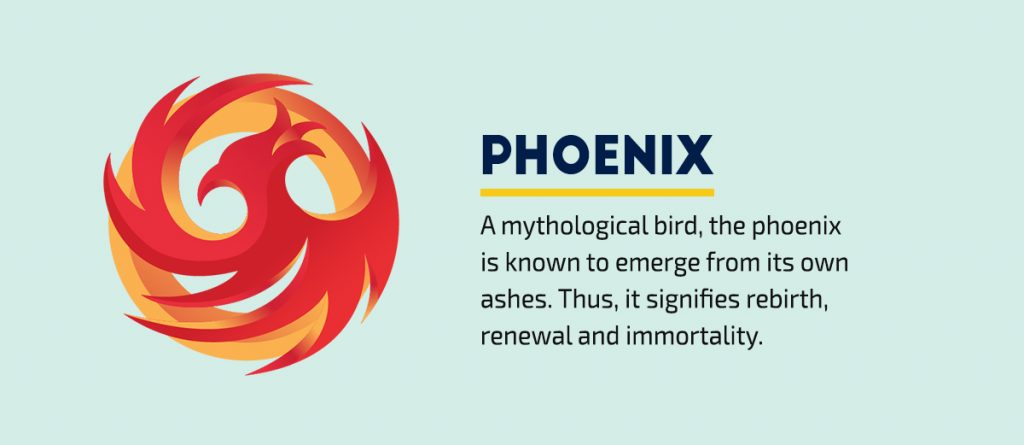 PHOENIX
A mythological bird, the phoenix
is known to emerge from its own
ashes. Thus, it signifies rebirth,
renewal and immortality.